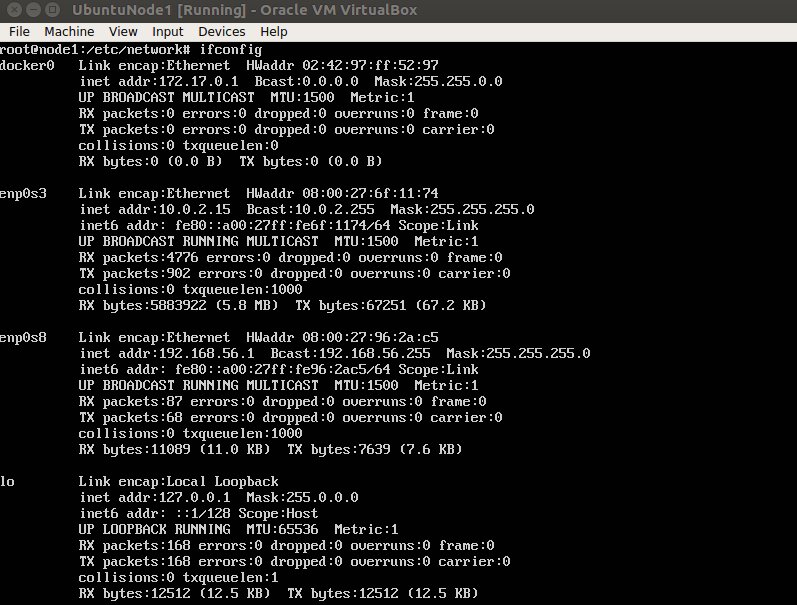 UbuntuNode1 [Running] - Oracle VM VirtualBox
File Machine View Input Devices Help
root@node1:/etc/network# ifconfig
docker0 Link encap:Ethernet HWaddr 02:42:97:ff:52:97
inet addr:172.17.0.1 Bcast:0.0.0.0 Mask:255.255.0.0
UP BROADCAST MULTICAST MTU:1500 Metric:1
RX packets:0 errors:0 dropped:0 overruns:0 frame:0
TX packets:0 errors:0 dropped:0 overruns:0 carrier:0
collisions:0 txqueuelen:0
RX bytes:0 (0.0 B) TX bytes:0 (0.0 B)
enp0s3 Link encap:Ethernet HWaddr 08:00:27:6f:11:74
inet addr:10.0.2.15 Bcast:10.0.2.255 Mask:255.255.255.0
inet6 addr: fe80::a00:27ff:fe6f:1174/64 Scope:Link
UP BROADCAST RUNNING MULTICAST MTU:1500 Metric:1
RX packets:4776 errors:0 dropped:0 overruns:0 frame:0
TX packets:902 errors:0 dropped:0 overruns:0 carrier:0
collisions:0 txqueuelen:1000
RX bytes:5883922 (5.8 MB) TX bytes:67251 (67.2 KB)
enp0s8 Link encap:Ethernet HWaddr 08:00:27:96:2a:c5
inet addr:192.168.56.1 Bcast:192.168.56.255 Mask:255.255.255.0
inet6 addr: fe80::a00:27ff:fe96:2ac5/64 Scope:Link
UP BROADCAST RUNNING MULTICAST MTU:1500 Metric:1
RX packets:87 errors:0 dropped:0 overruns:0 frame:0
TX packets:68 errors:0 dropped:0 overruns:0 carrier:0
collisions:0 txqueuelen:1000
RX bytes:11089 (11.0 KB) TX bytes:7639 (7.6 KB)
lo Link encap:Local Loopback
inet addr:127.0.0.1 Mask:255.0.0.0
inet6 addr: ::1/128 Scope:Host
UP LOOPBACK RUNNING MTU:65536 Metric:1
RX packets:168 errors:0 dropped:0 overruns:0 frame:0
TX packets:168 errors:0 dropped:0 overruns:0 carrier:0
collisions:0 txqueuelen:1
RX bytes:12512 (12.5 KB) TX bytes:12512 (12.5 KB)